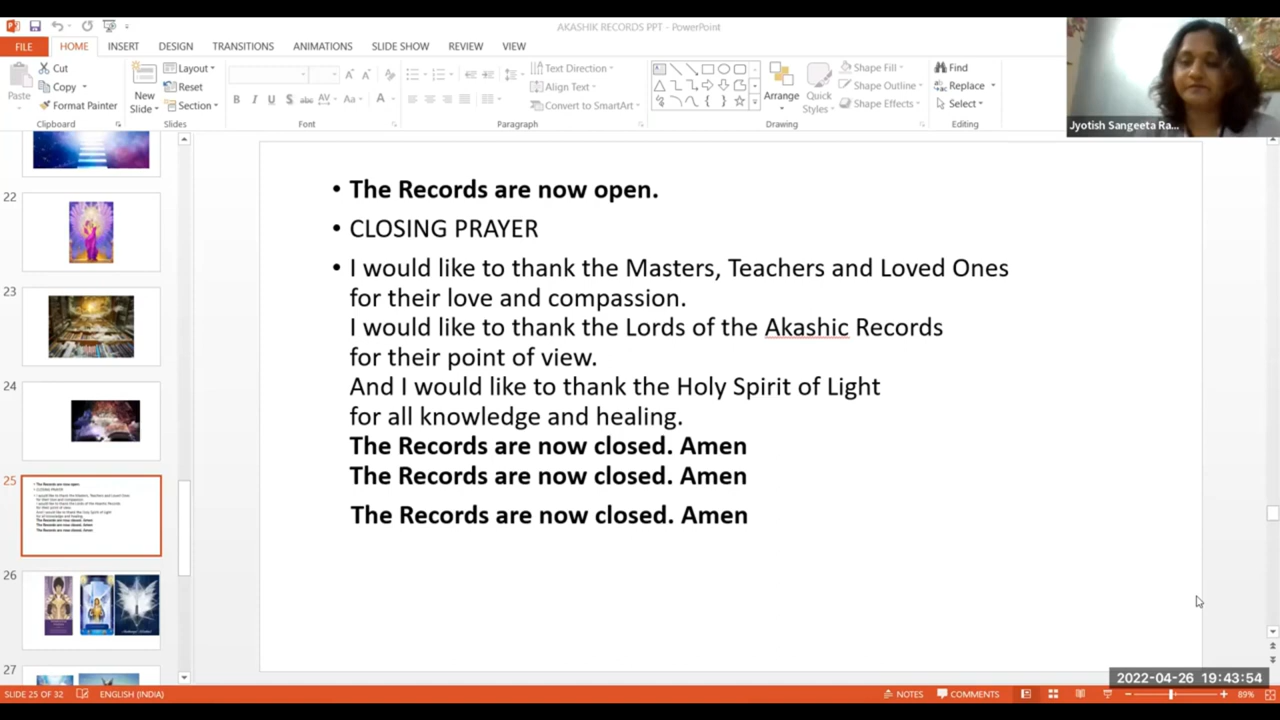 AKASHIK RECORDS PPT - PowerPoint
FILE HOME INSERT DESIGN TRANSITIONS ANIMATIONS SLIDE SHOW REVIEW VIEW
Paste
Cut
Copy
Format Painter
Clipboard
New
Slide
Layout
Reset
Section
Slides
B I U S abc AV Aa A
Font
Text Direction
Align Text
Convert to SmartArt
Paragraph
Arrange
Quick
Styles
Shape Fill
Shape Outline
Shape Effects
Drawing
Find
Replace
Select
Editing
Jyotish Sangeeta Ra...
22
23
24
25
26
27
• The Records are now open.
• CLOSING PRAYER
• I would like to thank the Masters, Teachers and Loved Ones
for their love and compassion.
I would like to thank the Lords of the Akashic Records
for their point of view.
And I would like to thank the Holy Spirit of Light
for all knowledge and healing.
The Records are now closed. Amen
The Records are now closed. Amen
The Records are now closed. Amen
2022-04-26 19:43:54
SLIDE 25 OF 32 ENGLISH (INDIA) NOTES COMMENTS 89%